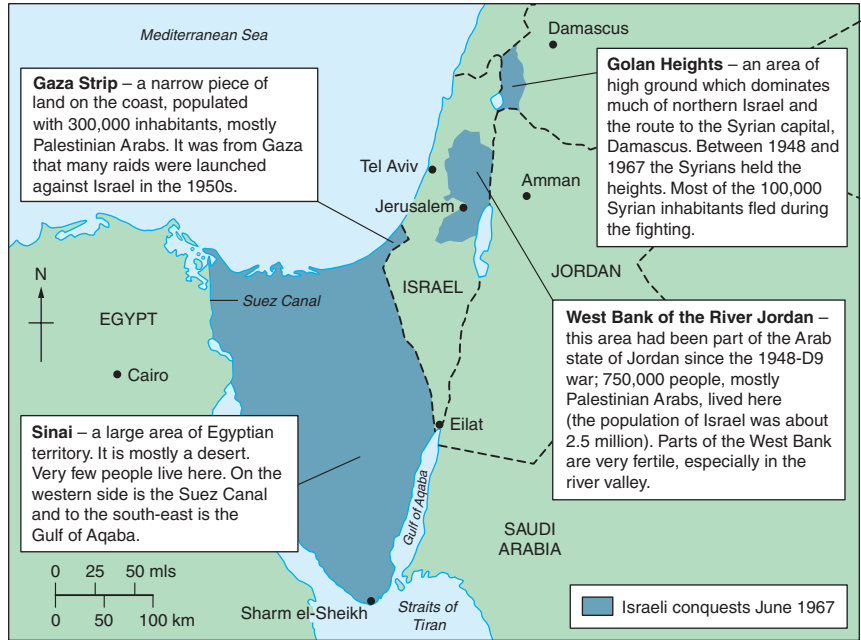 Mediterranean Sea
Damascus
Gaza Strip – a narrow piece of
land on the coast, populated
with 300,000 inhabitants, mostly
Palestinian Arabs. It was from Gaza
that many raids were launched
against Israel in the 1950s.
Golan Heights – an area of
high ground which dominates
much of northern Israel and
the route to the Syrian capital,
Damascus. Between 1948 and
1967 the Syrians held the
heights. Most of the 100,000
Syrian inhabitants fled during
the fighting.
Tel Aviv
Amman
Jerusalem
N
ISRAEL
JORDAN
Suez Canal
EGYPT
Cairo
West Bank of the River Jordan –
this area had been part of the Arab
state of Jordan since the 1948-D9
war; 750,000 people, mostly
Palestinian Arabs, lived here
(the population of Israel was about
2.5 million). Parts of the West Bank
are very fertile, especially in the
river valley.
Eilat
Sinai – a large area of Egyptian
territory. It is mostly a desert.
Very few people live here. On the
western side is the Suez Canal
and to the south-east is the
Gulf of Aqaba.
Gulf of Aqaba
SAUDI
ARABIA
0 25 50 mls
0 50 100 km
Sharm el-Sheikh
Straits of
Tiran
Israeli conquests June 1967